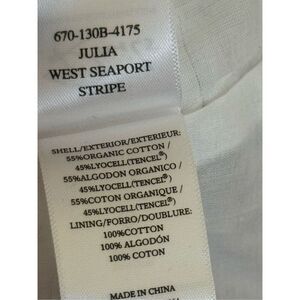 670-130B-4175
JULIA
WEST SEAPORT
STRIPE
SHELL/EXTERIOR/EXTERIEUR:
55%ORGANIC COTTON /
45%LYOCELL(TENCEL®)
55%ALGODON ORGANICO /
45%LYOCELL(TENCEL®)
55%COTON ORGANIQUE /
45%LYOCELL(TENCEL®)
LINING/FORRO/DOUBLURE:
100%COTTON
100% ALGODÓN
100% COTON
MADE IN CHINA